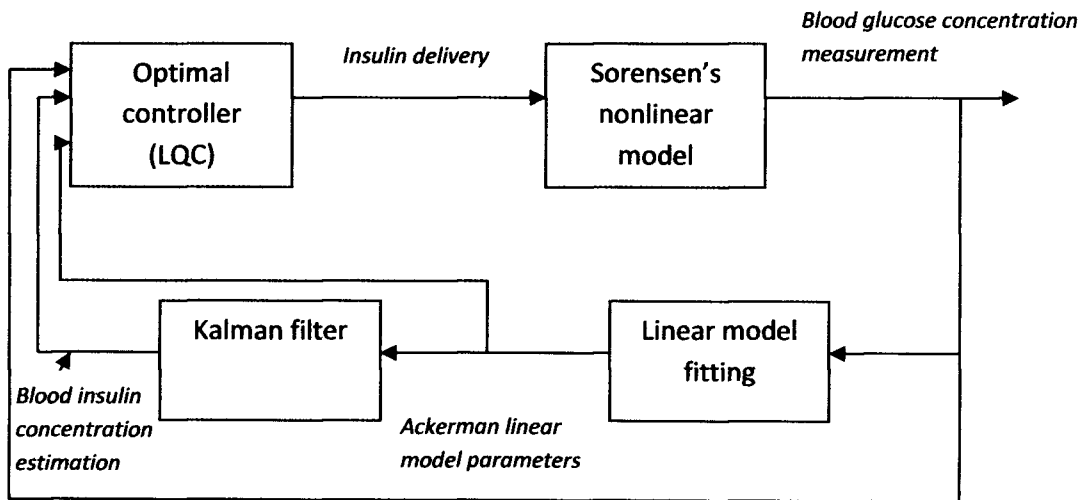 Blood glucose concentration
measurement
Optimal
controller
(LQC)
Insulin delivery
Sorensen's
nonlinear
model
Kalman filter
Linear model
fitting
Blood insulin
concentration
estimation
Ackerman linear
model parameters